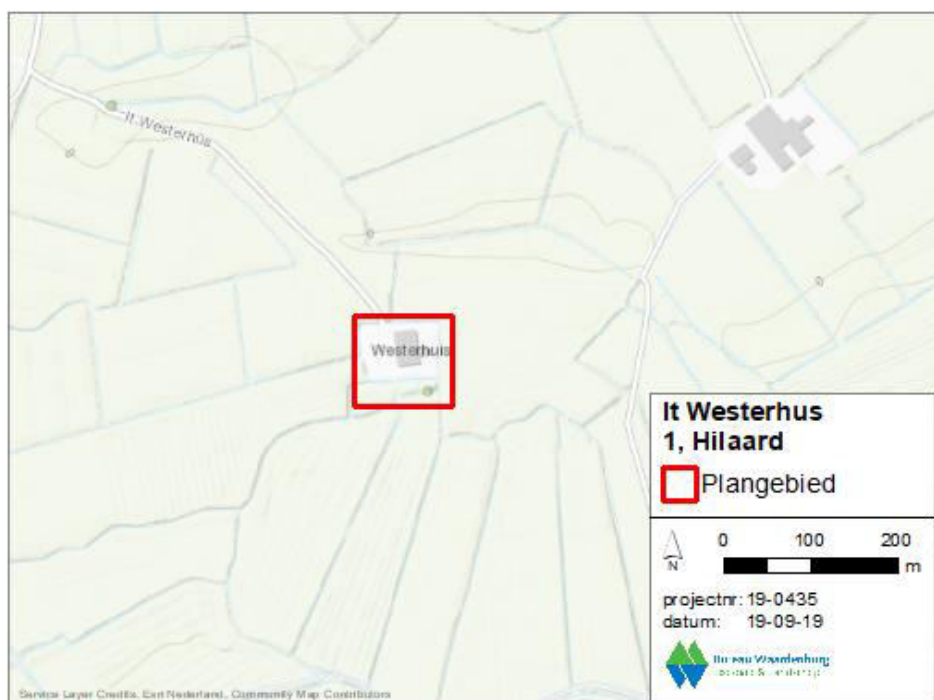 It Westerhûs
Westerhuis
It Westerhus
1, Hilaard
Plangebied
0 100 200
m
N
projectnr: 19-0435
datum: 19-09-19
Bureau Waardenburg
Service Layer Credits: Esri Nederland, Community Map Contributors